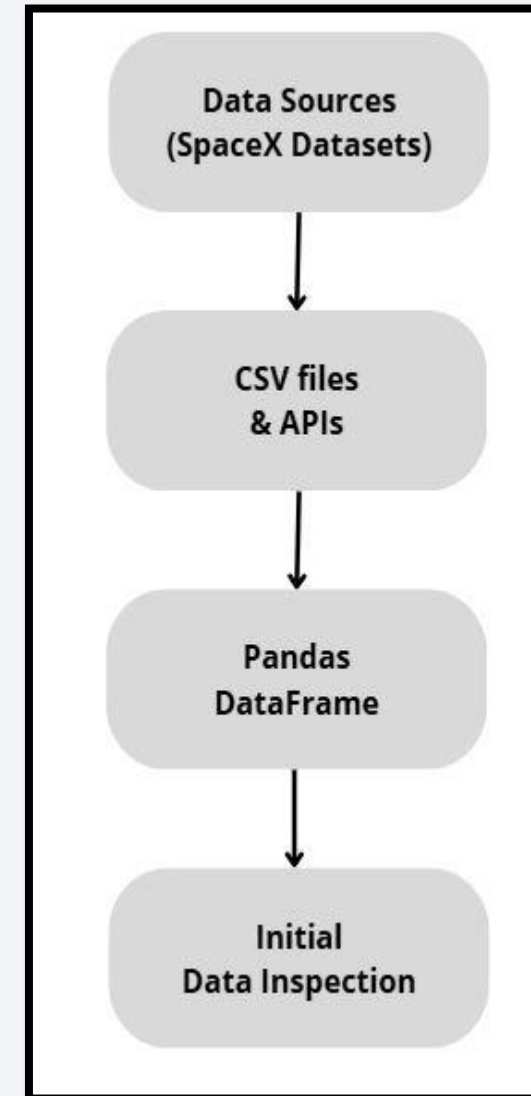 Data Sources
(SpaceX Datasets)
CSV files
& APIs
Pandas
DataFrame
Initial
Data Inspection